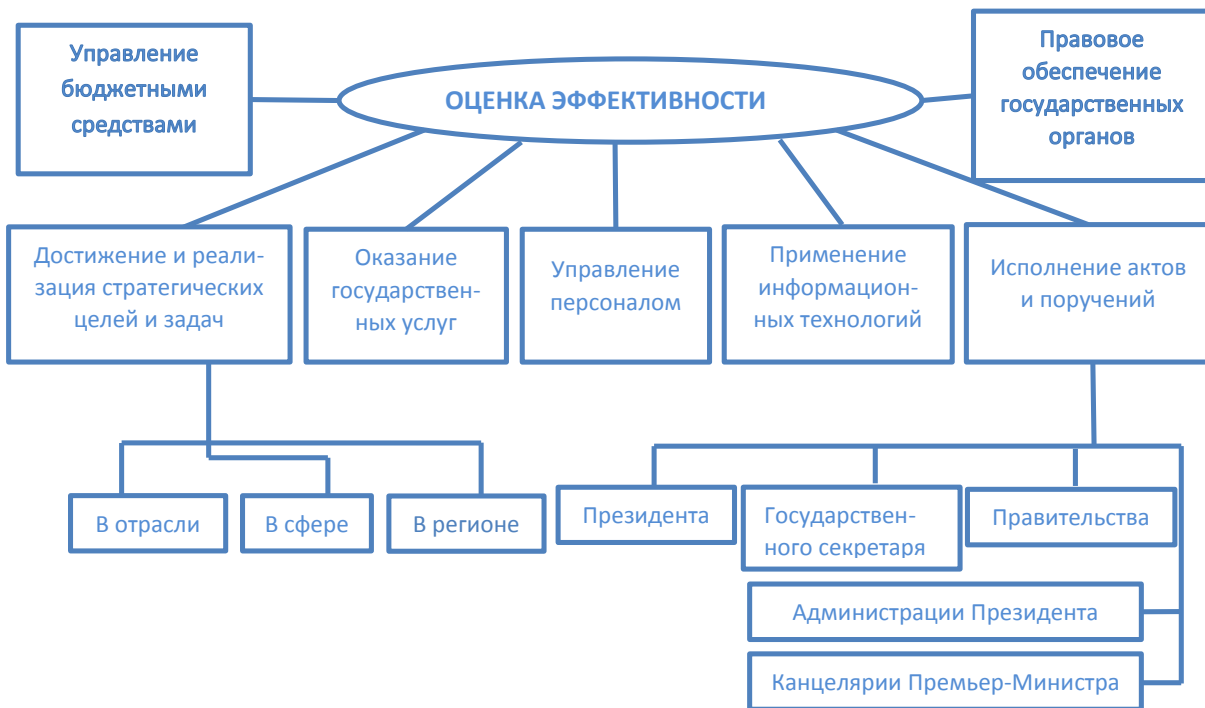 Управление
бюджетными
средствами
ОЦЕНКА ЭФФЕКТИВНОСТИ
Правовое
обеспечение
государственных
органов
Достижение и реали-
зация стратегических
целей и задач
Оказание
государствен-
ных услуг
Управление
персоналом
Применение
информацион-
ных технологий
Исполнение актов
и поручений
В отрасли
В сфере
В регионе
Президента
Государствен-
ного секретаря
Правительства
Администрации Президента
Канцелярии Премьер-Министра